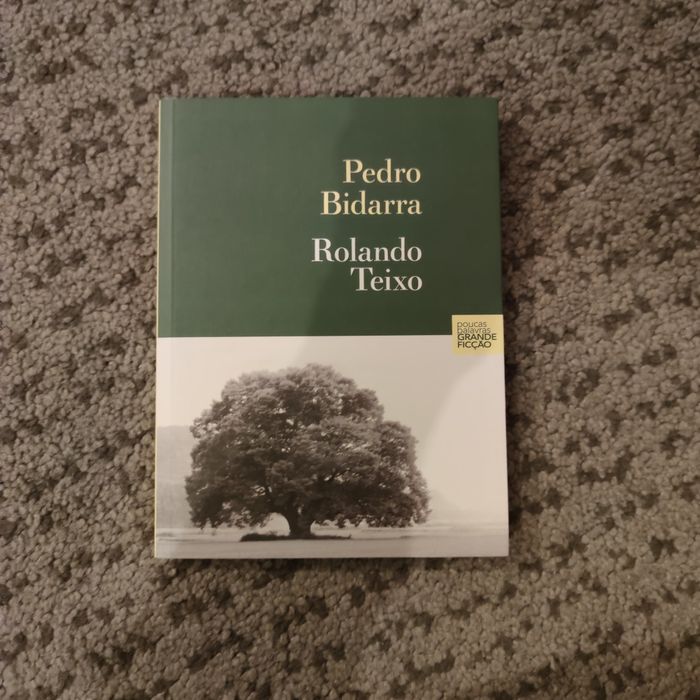 Pedro
Bidarra
Rolando
Teixo
poucas
palavras
GRANDE
FICÇÃO